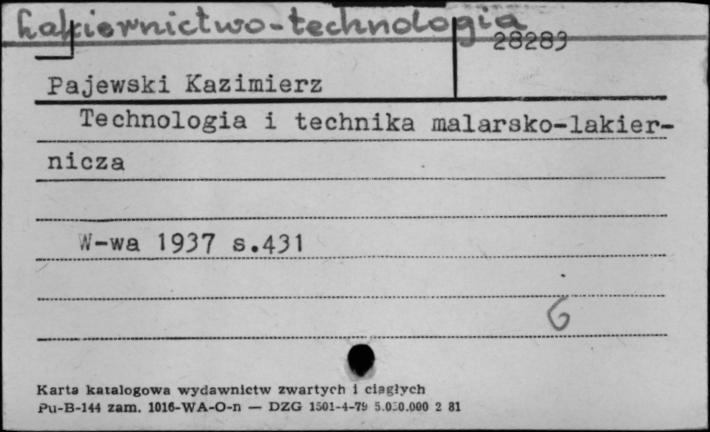 Lakiernictwo-technologia
28283
Pajewski Kazimierz
Technologia i technika malarsko-lakier-
nicza
W-wa 1937 s.431
6
Karta katalogowa wydawnictw zwartych i ciągłych
Pu-B-144 zam. 1016-WA-O-n — DZG 1501-4-79 5.050.000 2 81